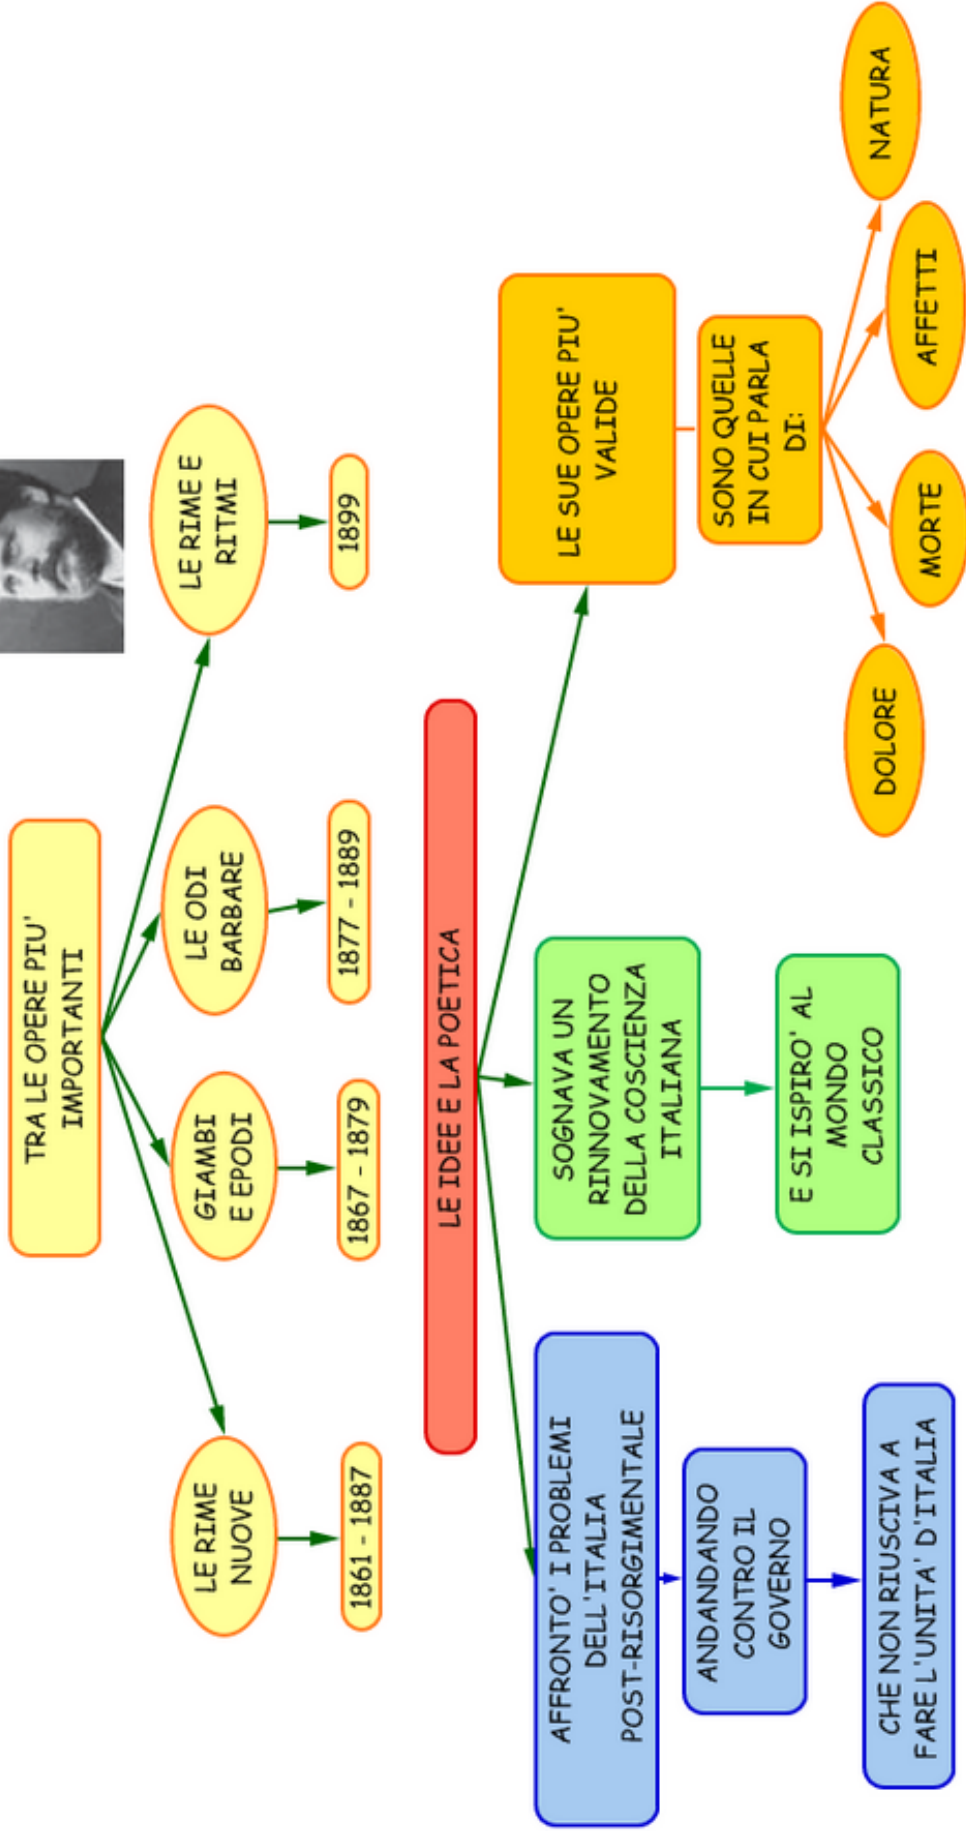 TRA LE OPERE PIU'
IMPORTANTI
LE RIME
NUOVE
1861 - 1887
GIAMBI
E EPODI
1867 - 1879
LE ODI
BARBARE
1877 - 1889
LE RIME E
RITMI
1899
LE IDEE E LA POETICA
AFFRONTO' I PROBLEMI
DELL'ITALIA
POST-RISORGIMENTALE
ANDANDANDO
CONTRO IL
GOVERNO
CHE NON RIUSCIVA A
FARE L'UNITA' D'ITALIA
SOGNAVA UN
RINNOVAMENTO
DELLA COSCIENZA
ITALIANA
E SI ISPIRO' AL
MONDO
CLASSICO
LE SUE OPERE PIU'
VALIDE
SONO QUELLE
IN CUI PARLA
DI:
DOLORE
MORTE
AFFETTI
NATURA